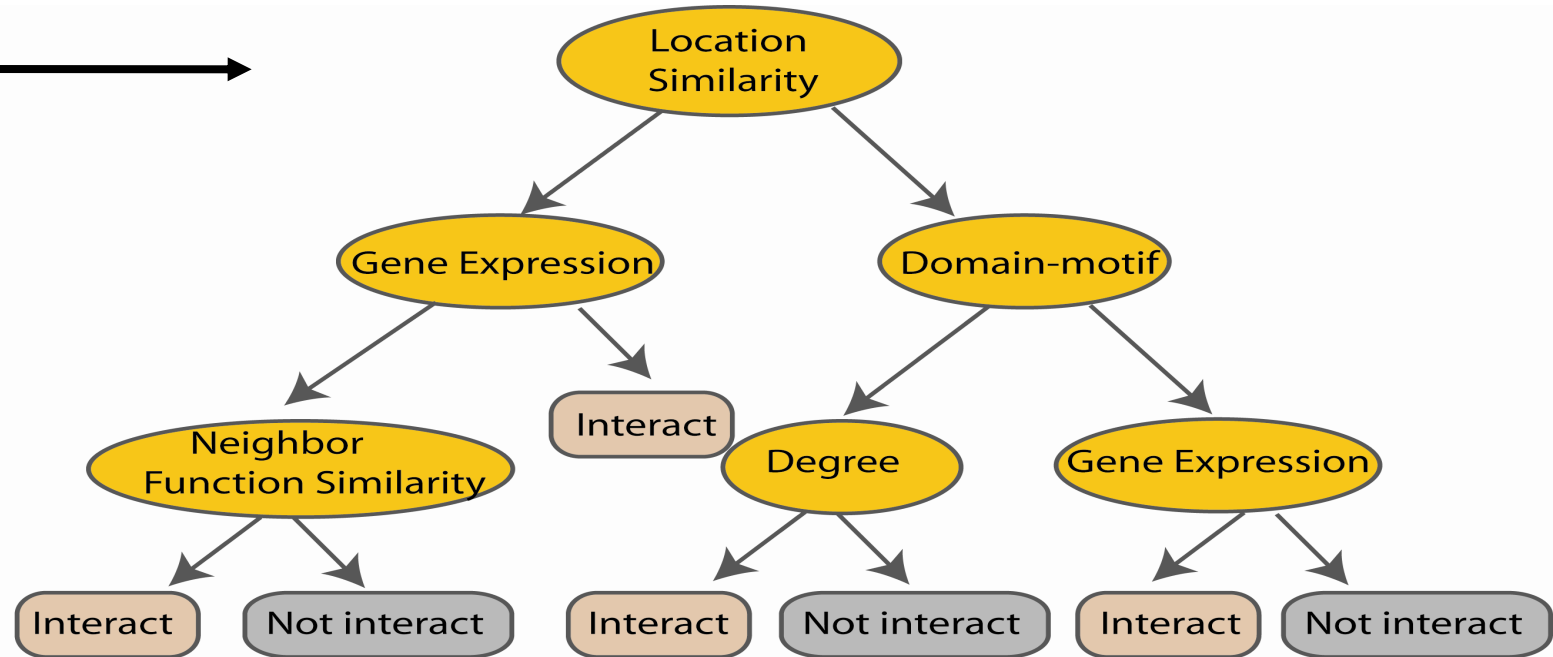 Location
Similarity
Gene Expression
Domain-motif
Interact
Neighbor
Function Similarity
Degree
Gene Expression
Interact
Not interact
Interact
Not interact
Interact
Not interact